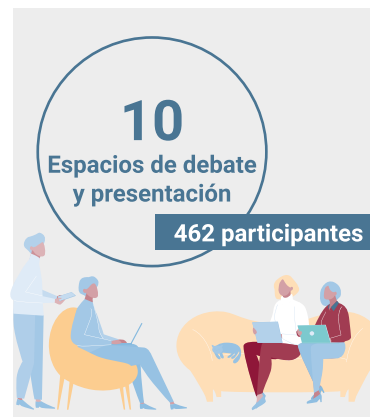 10
Espacios de debate
y presentación
462 participantes